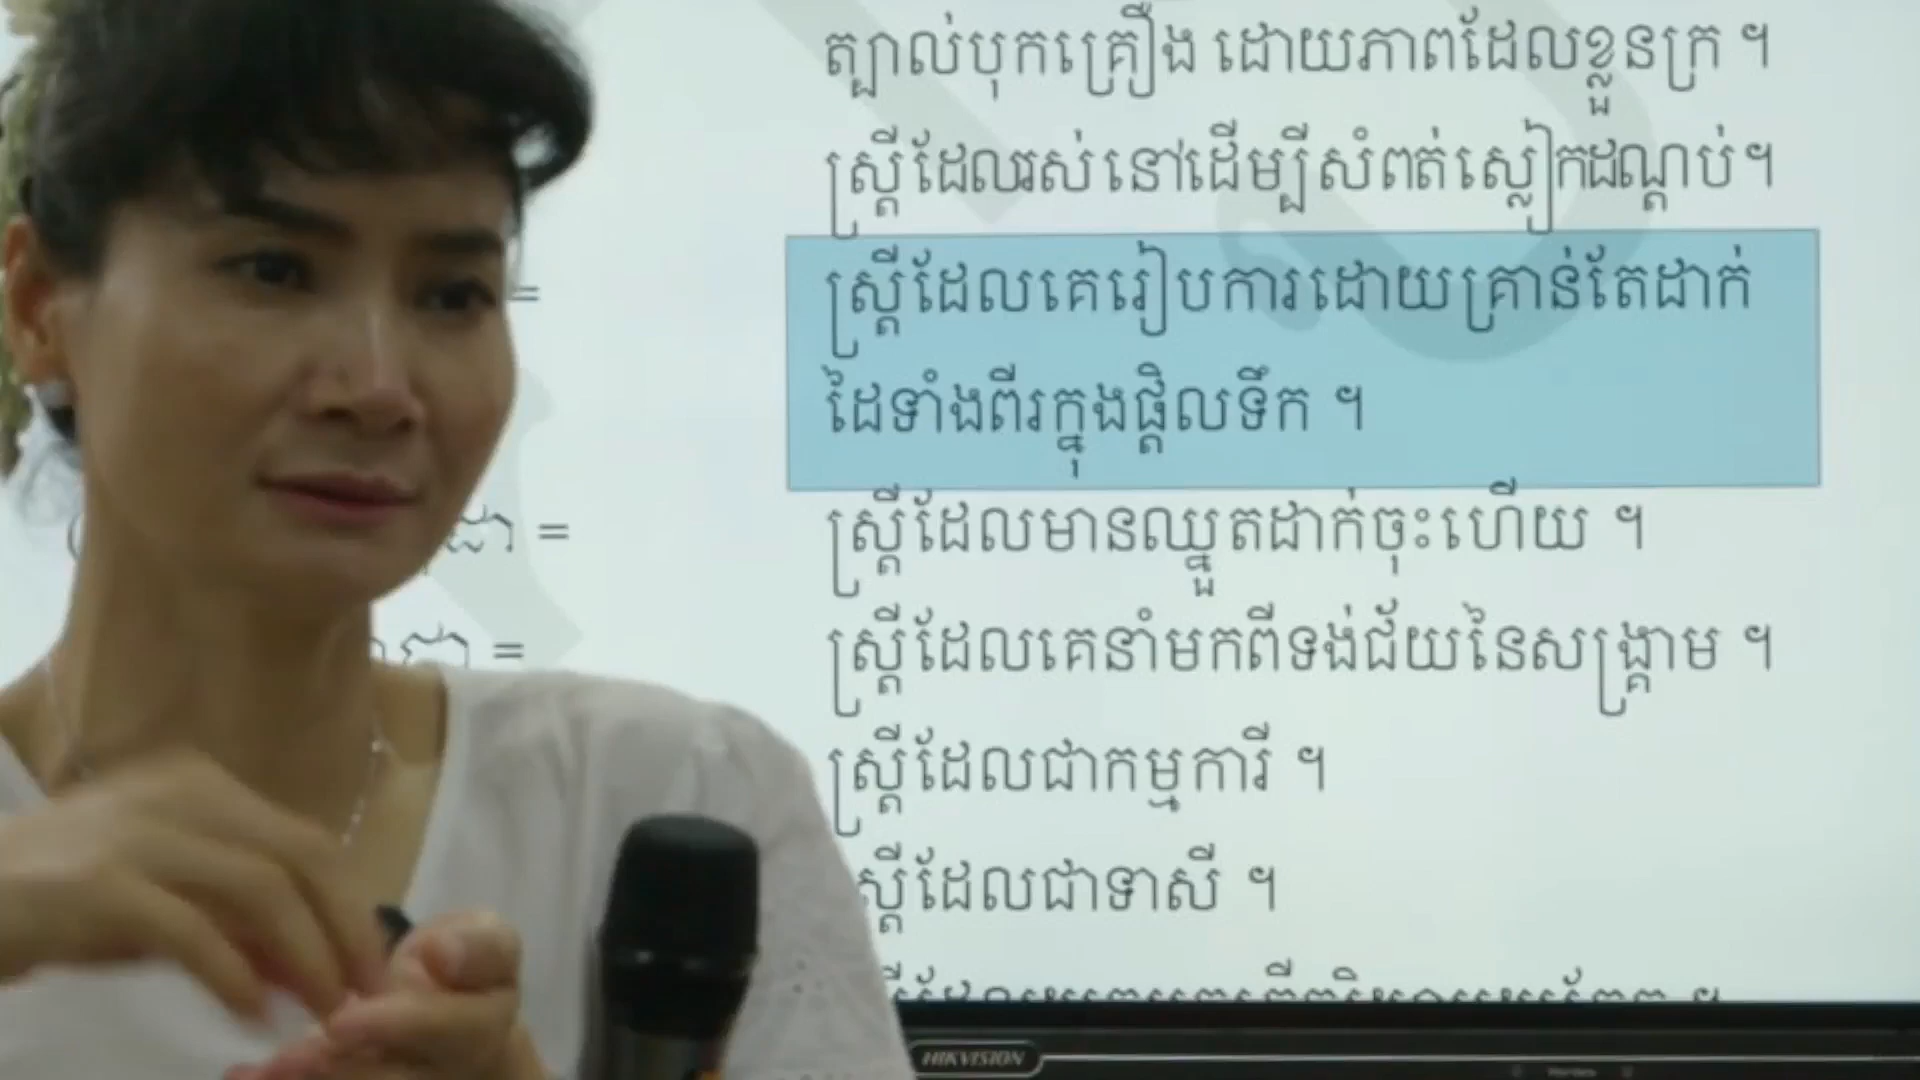 ត្បាល់បុកគ្រឿង ដោយភាពដែលខ្លួនក្រ ។
ស្ត្រីដែលរស់នៅដើម្បីសំពត់ស្លៀកដណ្តប់។
ស្ត្រីដែលគេរៀបការដោយគ្រាន់តែដាក់
ដៃទាំងពីរក្នុងផ្តិលទឹក ។
ស្ត្រីដែលមានឈ្នួតដាក់ចុះហើយ ។
ស្ត្រីដែលគេនាំមកពីទង់ជ័យនៃសង្គ្រាម ។
ស្ត្រីដែលជាកម្មការី ។
ស្ត្រីដែលជាទាសី ។
HIKVISION